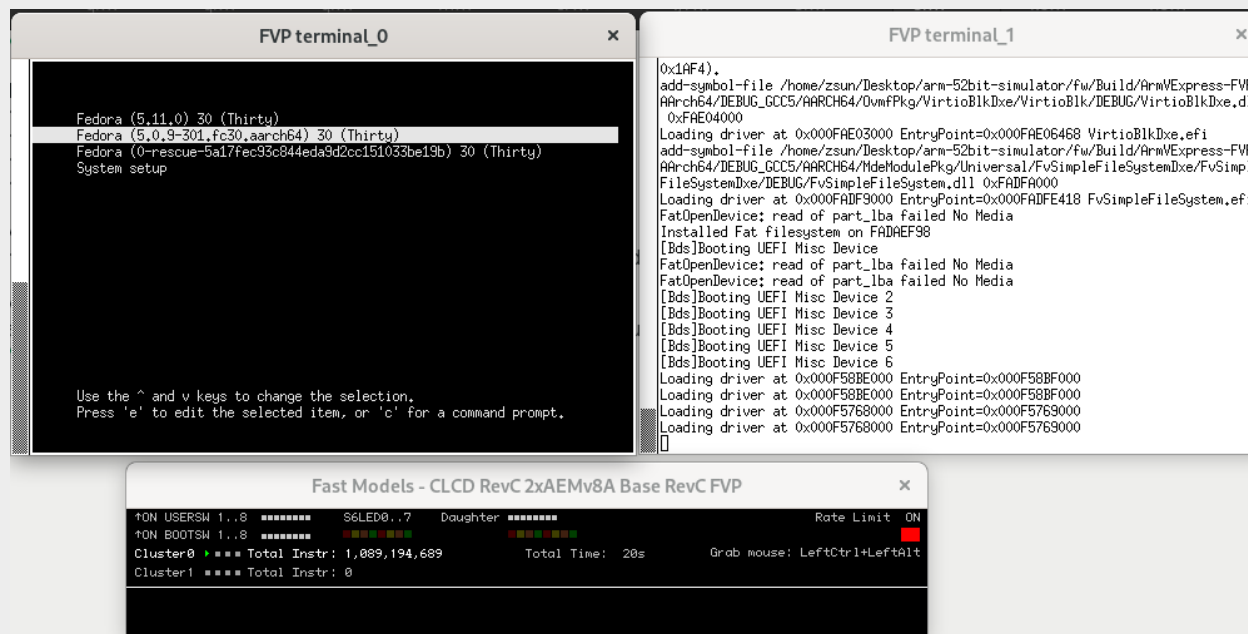 FVP terminal_0 ×
Fedora (5.11.0) 30 (Thirty)
Fedora (5.0.9-301.fc30.aarch64) 30 (Thirty)
Fedora (0-rescue-5a17fec93c844eda9d2cc151033be19b) 30 (Thirty)
System setup
Use the ^ and v keys to change the selection.
Press 'e' to edit the selected item, or 'c' for a command prompt.
FVP terminal_1 ×
0x1AF4).
add-symbol-file /home/zsun/Desktop/arm-52bit-simulator/fw/Build/ArmVExpress-FVP
AArch64/DEBUG_GCC5/AARCH64/OvmfPkg/VirtioBlkDxe/VirtioBlk/DEBUG/VirtioBlkDxe.d
0xFAE04000
Loading driver at 0x000FAE03000 EntryPoint=0x000FAE06468 VirtioBlkDxe.efi
add-symbol-file /home/zsun/Desktop/arm-52bit-simulator/fw/Build/ArmVExpress-FVP
AArch64/DEBUG_GCC5/AARCH64/MdeModulePkg/Universal/FvSimpleFileSystemDxe/FvSimpl
FileSystemDxe/DEBUG/FvSimpleFileSystem.dll 0xFADFA000
Loading driver at 0x000FADF9000 EntryPoint=0x000FADFE418 FvSimpleFileSystem.ef
FatOpenDevice: read of part_lba failed No Media
Installed Fat filesystem on FADAEF98
[Bds]Booting UEFI Misc Device
FatOpenDevice: read of part_lba failed No Media
FatOpenDevice: read of part_lba failed No Media
[Bds]Booting UEFI Misc Device 2
[Bds]Booting UEFI Misc Device 3
[Bds]Booting UEFI Misc Device 4
[Bds]Booting UEFI Misc Device 5
[Bds]Booting UEFI Misc Device 6
Loading driver at 0x000F58BE000 EntryPoint=0x000F58BF000
Loading driver at 0x000F58BE000 EntryPoint=0x000F58BF000
Loading driver at 0x000F5768000 EntryPoint=0x000F5769000
Loading driver at 0x000F5768000 EntryPoint=0x000F5769000
Fast Models - CLCD RevC 2xAEMv8A Base RevC FVP ×
↑ON USERSW 1..8 S6LED0..7 Daughter Rate Limit ON
↑ON BOOTSW 1..8
Cluster0 Total Instr: 1,089,194,689 Total Time: 20s Grab mouse: LeftCtrl+LeftAlt
Cluster1 Total Instr: 0